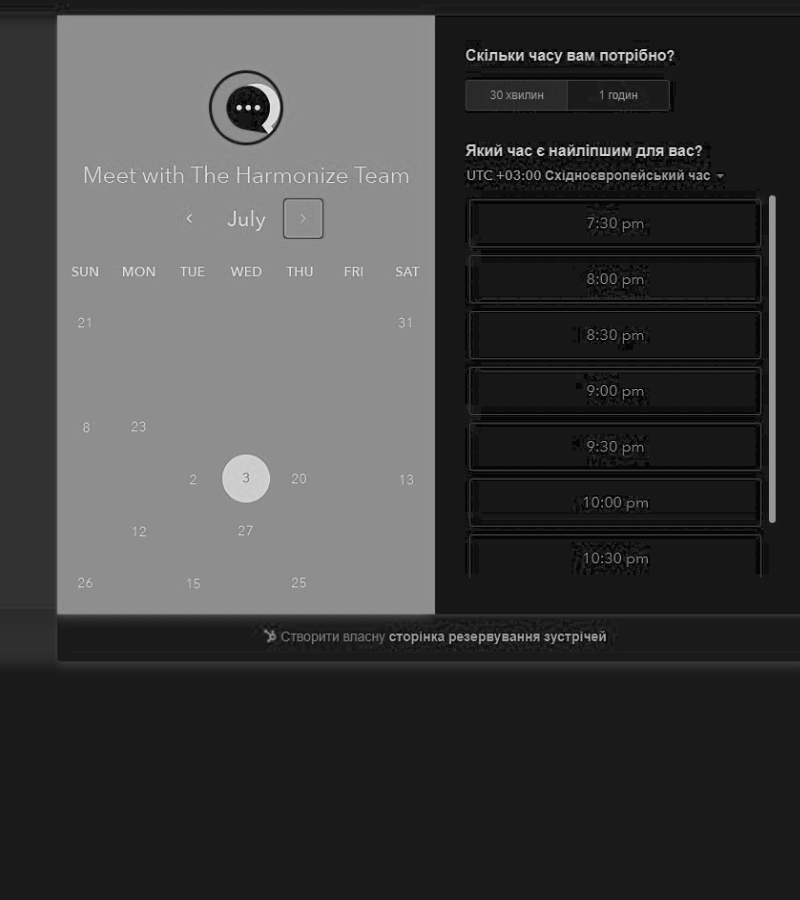 Meet with The Harmonize Team
July
SUN MON TUE WED THU FRI SAT
21 31
8 23
2 3 20 13
12 27
26 15 25
Скільки часу вам потрібно?
30 хвилин 1 годин
Який час є найліпшим для вас?
UTC +03:00 Східноєвропейський час
7:30 pm
8:00 pm
8:30 pm
9:00 pm
9:30 pm
10:00 pm
10:30 pm
Створити власну сторінка резервування зустрічей